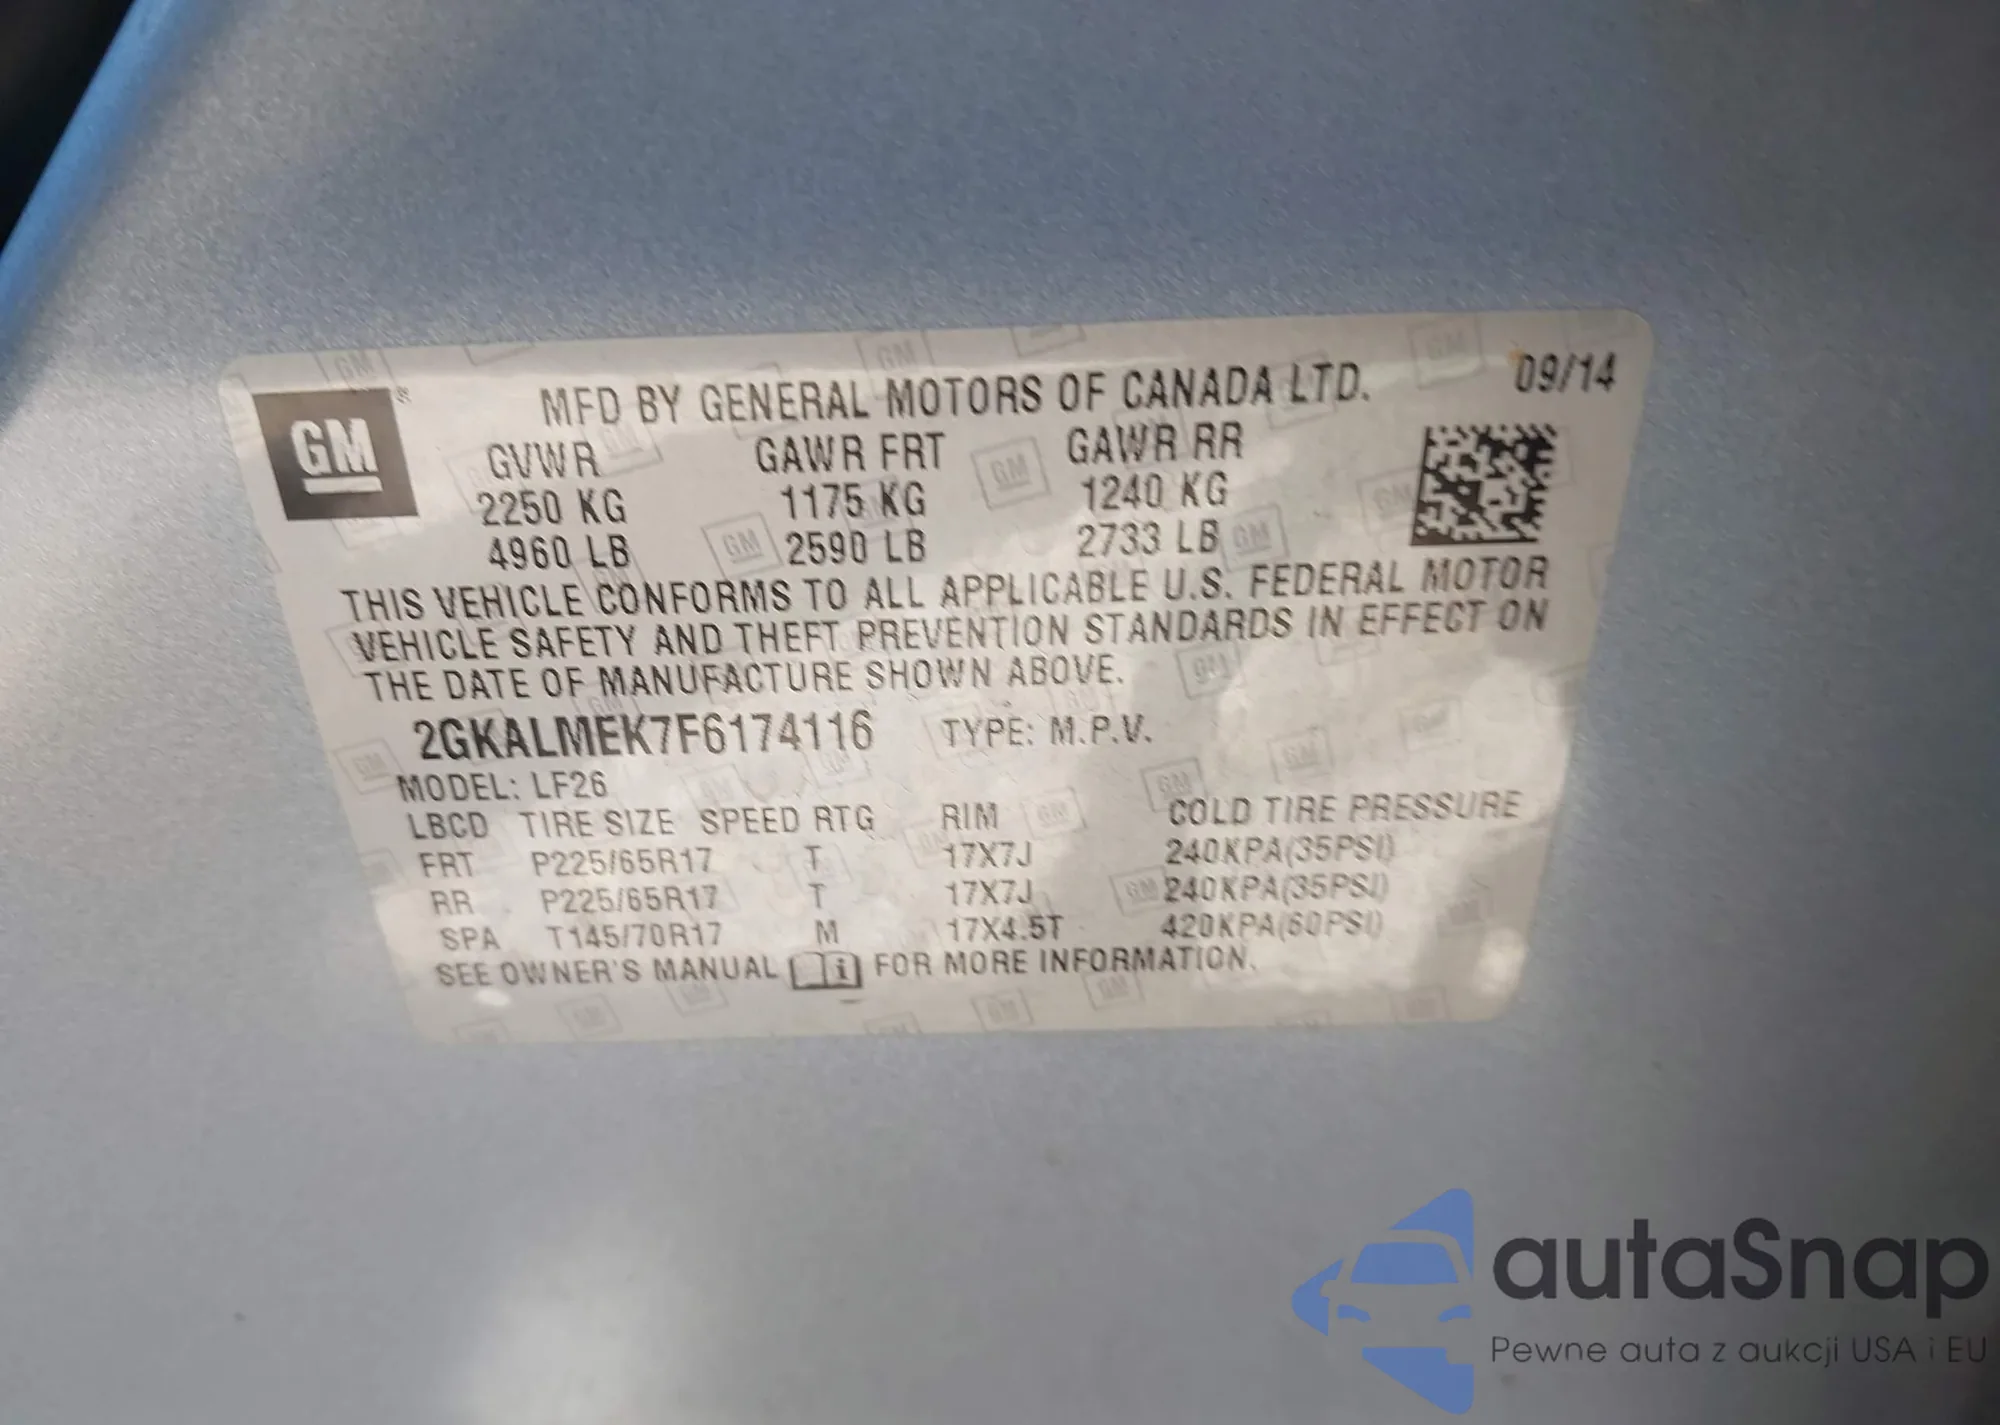 GM
MFD BY GENERAL MOTORS OF CANADA LTD. 09/14
GVWR GAWR FRT GAWR RR
2250 KG 1175 KG 1240 KG
4960 LB 2590 LB 2733 LB
THIS VEHICLE CONFORMS TO ALL APPLICABLE U.S. FEDERAL MOTOR
VEHICLE SAFETY AND THEFT PREVENTION STANDARDS IN EFFECT ON
THE DATE OF MANUFACTURE SHOWN ABOVE.
2GKALMEK7F6174116 TYPE: M.P.V.
MODEL: LF26
LBCD TIRE SIZE SPEED RTG RIM COLD TIRE PRESSURE
FRT P225/65R17 T 17X7J 240KPA(35PSI)
RR P225/65R17 T 17X7J 240KPA(35PSI)
SPA T145/70R17 M 17X4.5T 420KPA(60PSI)
SEE OWNER'S MANUAL i FOR MORE INFORMATION.
autaSnap
Pewne auta z aukcji USA i EU